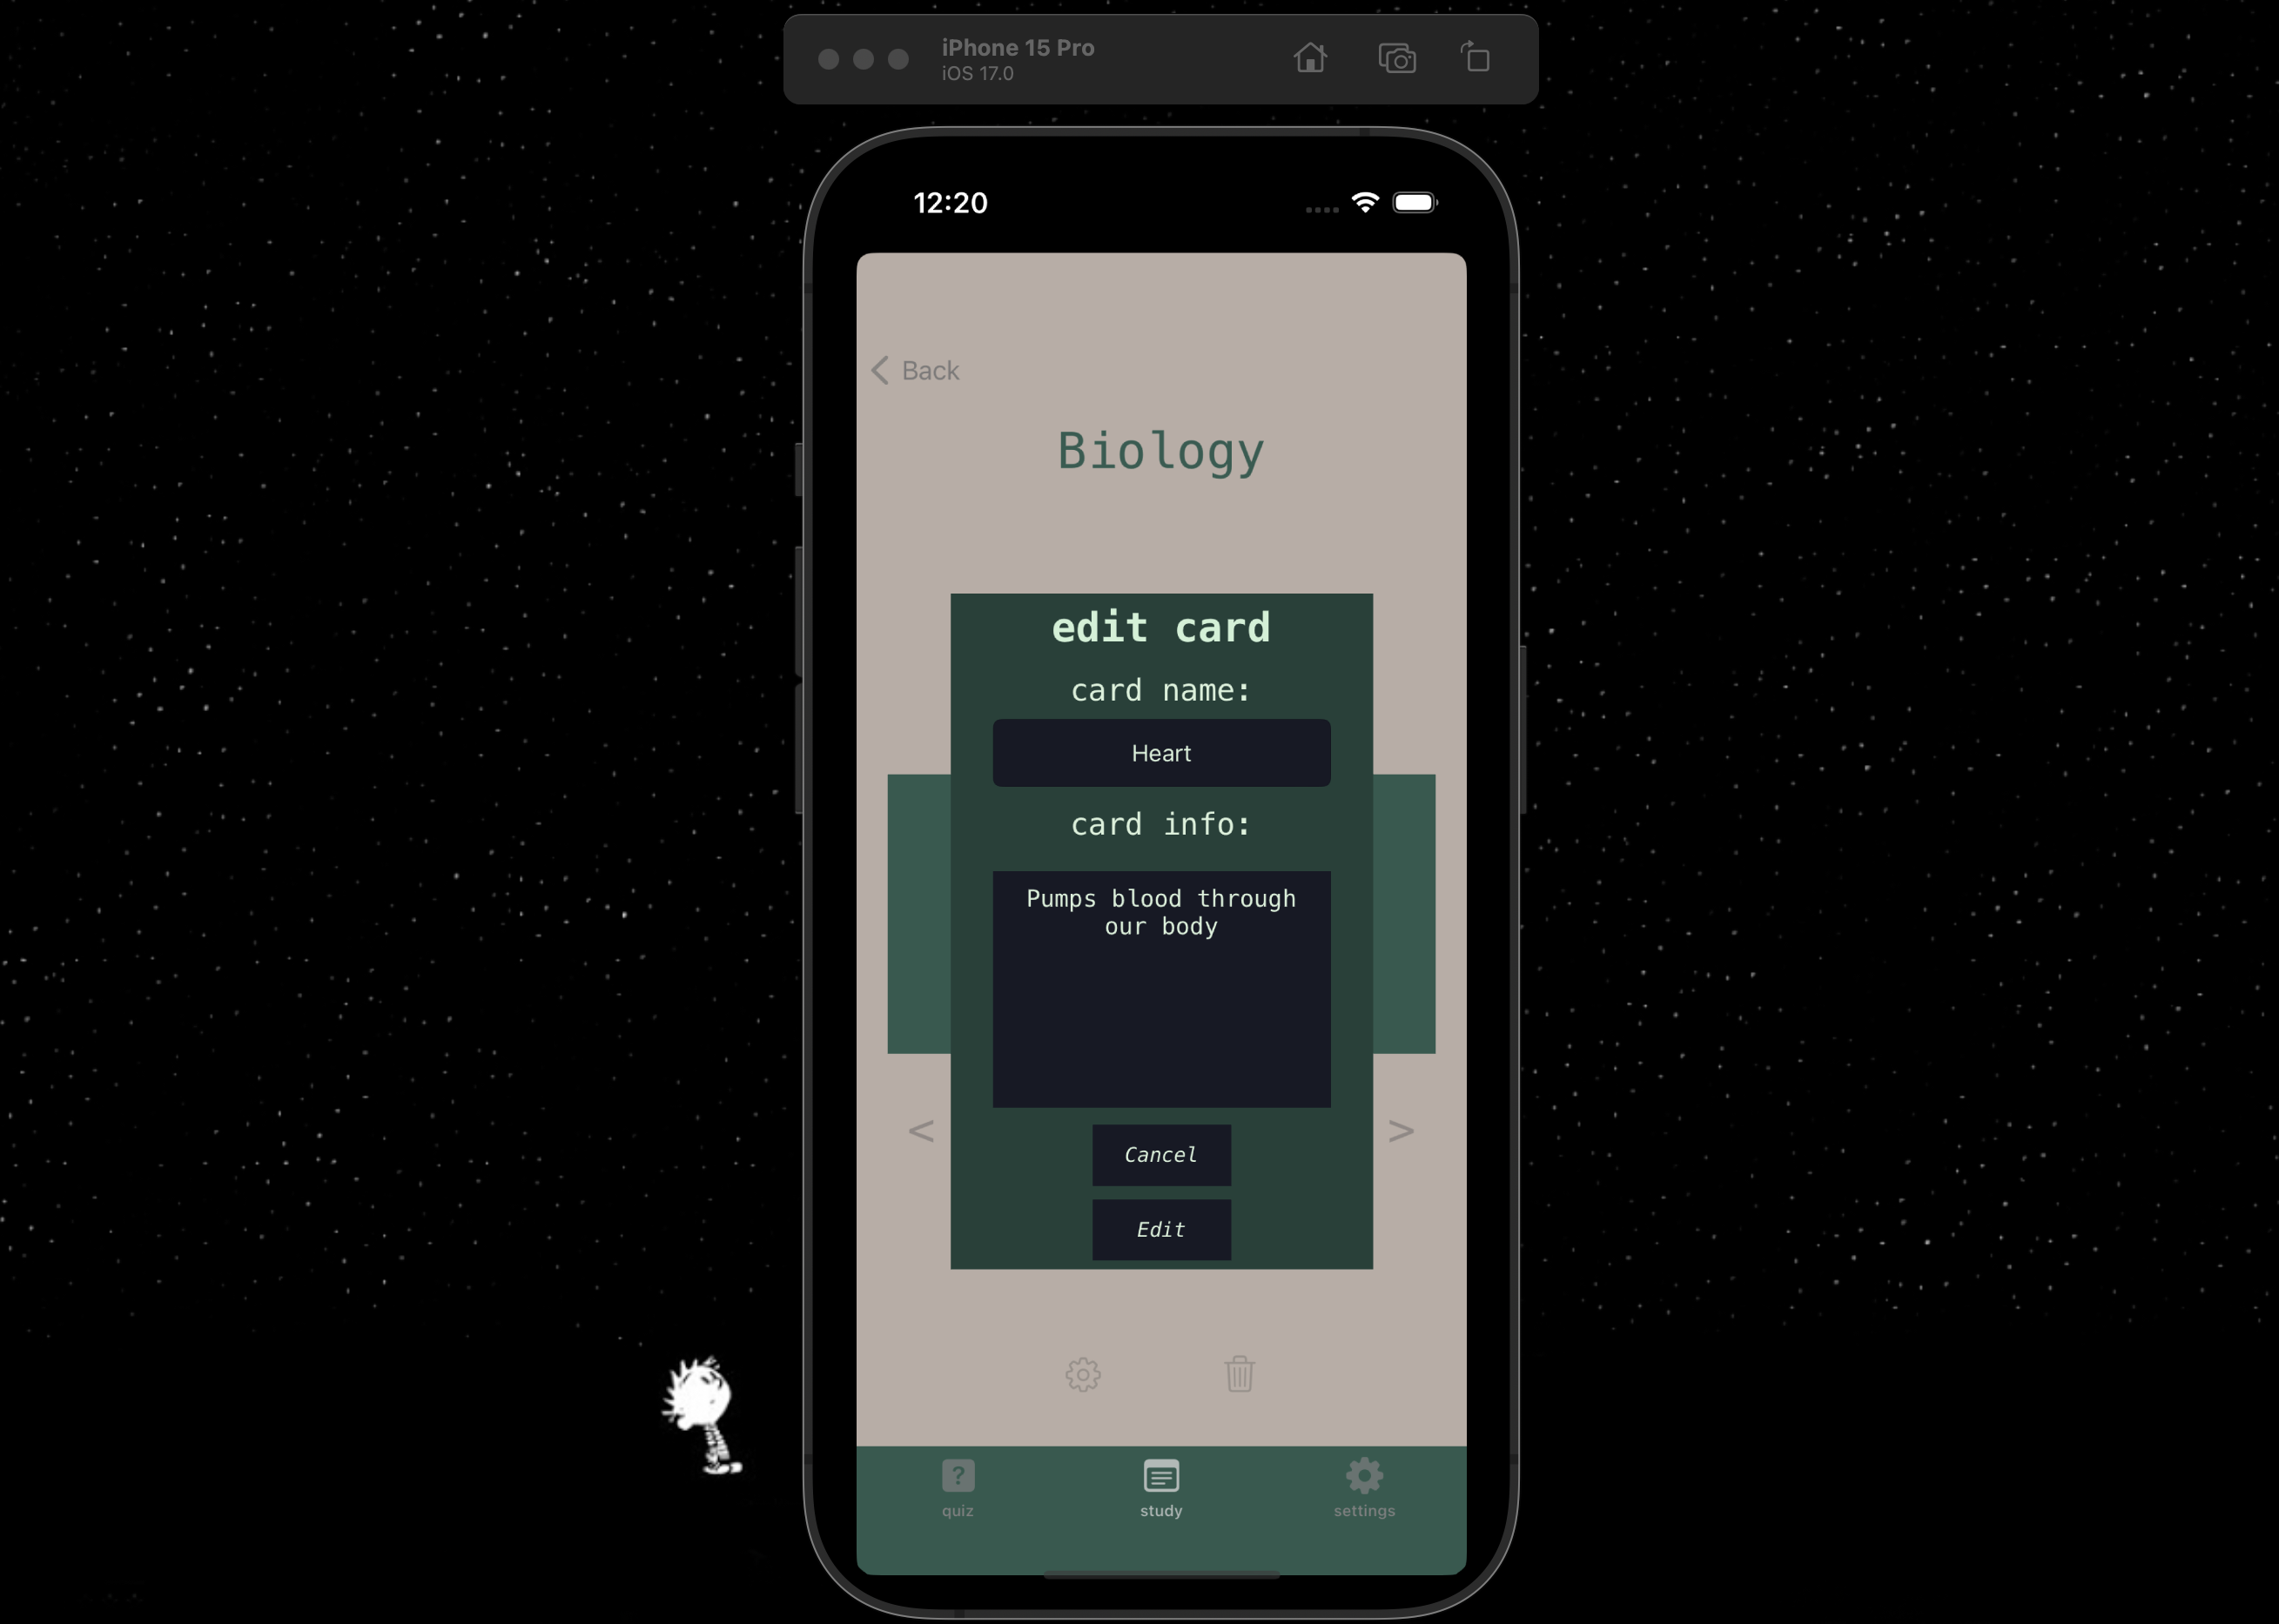 iPhone 15 Pro
iOS 17.0
12:20
Back
Biology
edit card
card name:
Heart
card info:
Pumps blood through
our body
< >
Cancel
Edit
?
quiz study settings